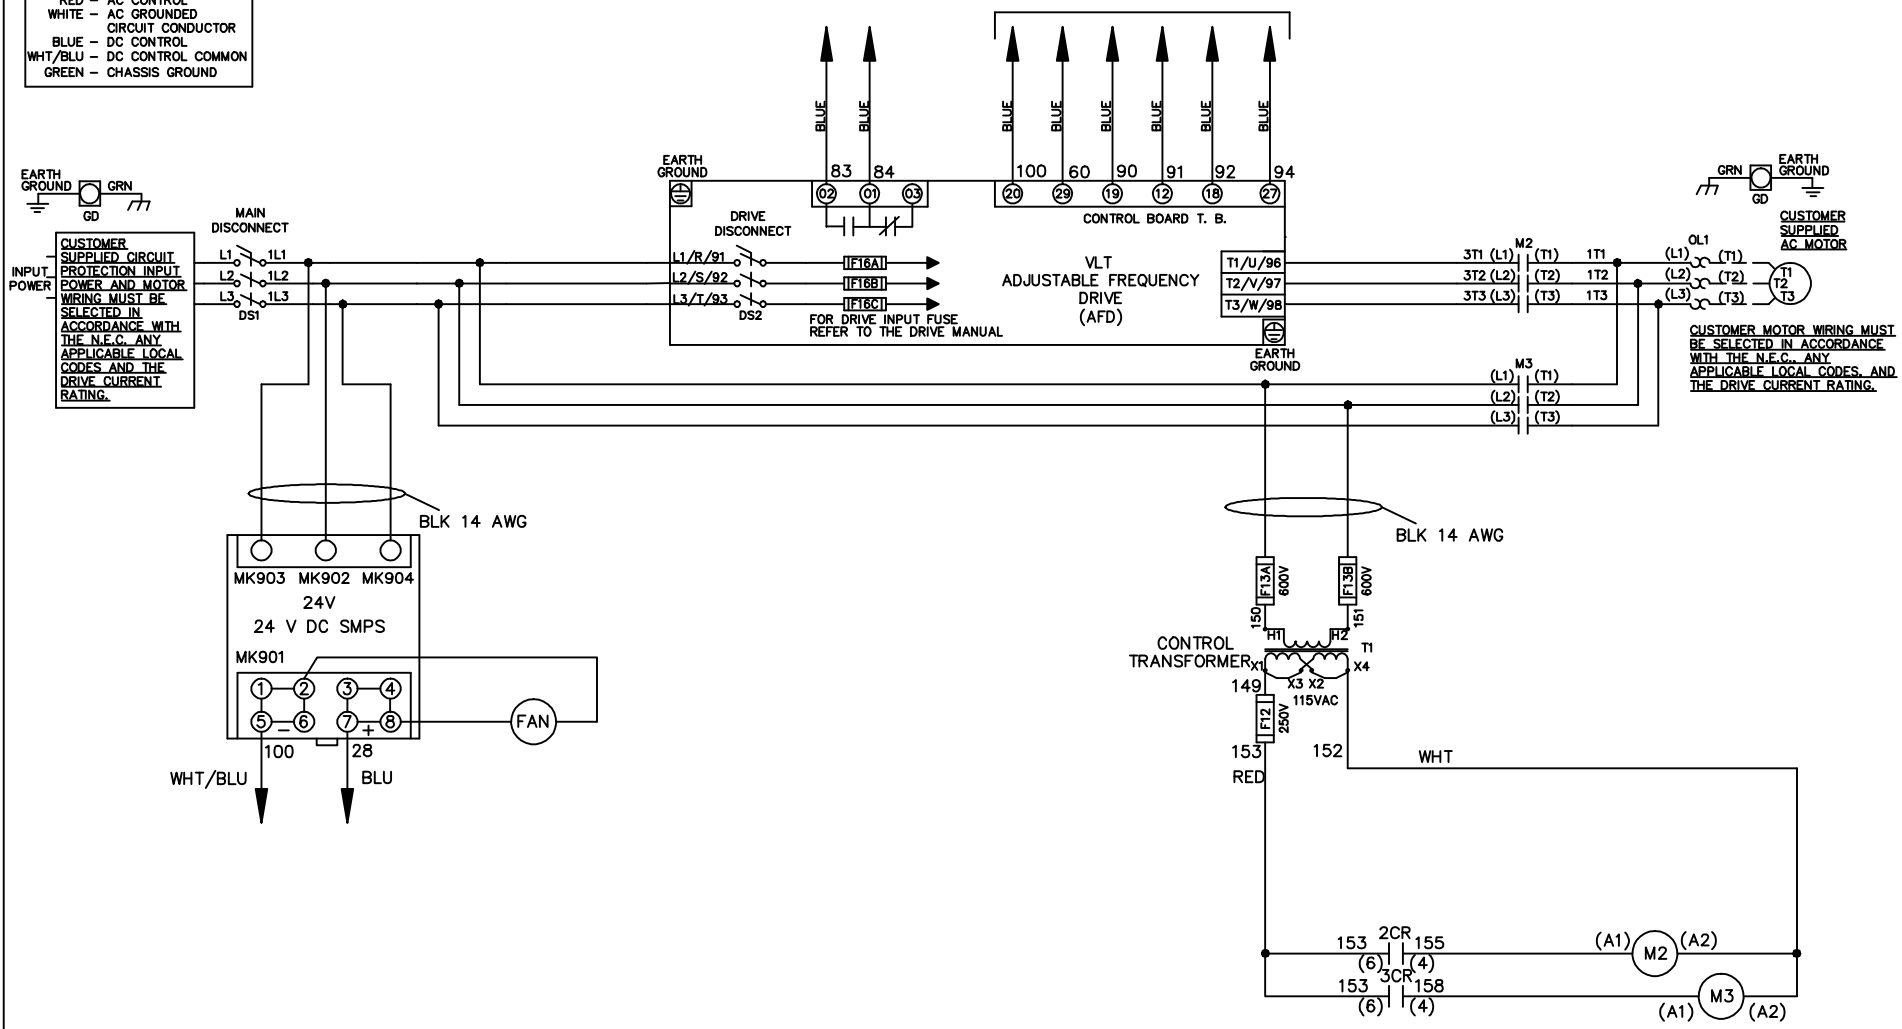 RED – AC CONTROL
WHITE – AC GROUNDED
CIRCUIT CONDUCTOR
BLUE – DC CONTROL
WHT/BLU – DC CONTROL COMMON
GREEN – CHASSIS GROUND
BLUE
BLUE
BLUE
BLUE
BLUE
BLUE
BLUE
BLUE
83
84
100
60
90
91
92
94
02
01
03
20
29
19
12
18
27
CONTROL BOARD T. B.
EARTH
GROUND
GRN
GD
EARTH
GROUND
GRN
EARTH
GROUND
GD
CUSTOMER
SUPPLIED
AC MOTOR
MAIN
DISCONNECT
DRIVE
DISCONNECT
INPUT
POWER
CUSTOMER
SUPPLIED CIRCUIT
PROTECTION INPUT
POWER AND MOTOR
WIRING MUST BE
SELECTED IN
ACCORDANCE WITH
THE N.E.C. ANY
APPLICABLE LOCAL
CODES AND THE
DRIVE CURRENT
RATING.
L1 1L1
L2 1L2
L3 1L3
DS1
L1/R/91
L2/S/92
L3/T/93
DS2
F16A
F16B
F16C
FOR DRIVE INPUT FUSE
REFER TO THE DRIVE MANUAL
VLT
ADJUSTABLE FREQUENCY
DRIVE
(AFD)
T1/U/96
T2/V/97
T3/W/98
EARTH
GROUND
M2
3T1 (L1) (T1) 1T1
3T2 (L2) (T2) 1T2
3T3 (L3) (T3) 1T3
OL1
(L1) (T1)
(L2) (T2)
(L3) (T3)
T1
T2
T3
CUSTOMER MOTOR WIRING MUST
BE SELECTED IN ACCORDANCE
WITH THE N.E.C., ANY
APPLICABLE LOCAL CODES, AND
THE DRIVE CURRENT RATING.
M3
(L1) (T1)
(L2) (T2)
(L3) (T3)
BLK 14 AWG
BLK 14 AWG
MK903 MK902 MK904
24V
24 V DC SMPS
MK901
1 2 3 4
5 – 6 7 + 8
FAN
100
28
WHT/BLU
BLU
F13A
600V
F13B
600V
150
151
H1 H2
T1
CONTROL
TRANSFORMER
X1 X4
X3 X2
115VAC
149
F12
250V
153
RED
152
WHT
2CR
153 155
(6) (4)
(A1) M2 (A2)
3CR
153 158
(6) (4)
(A1) M3 (A2)